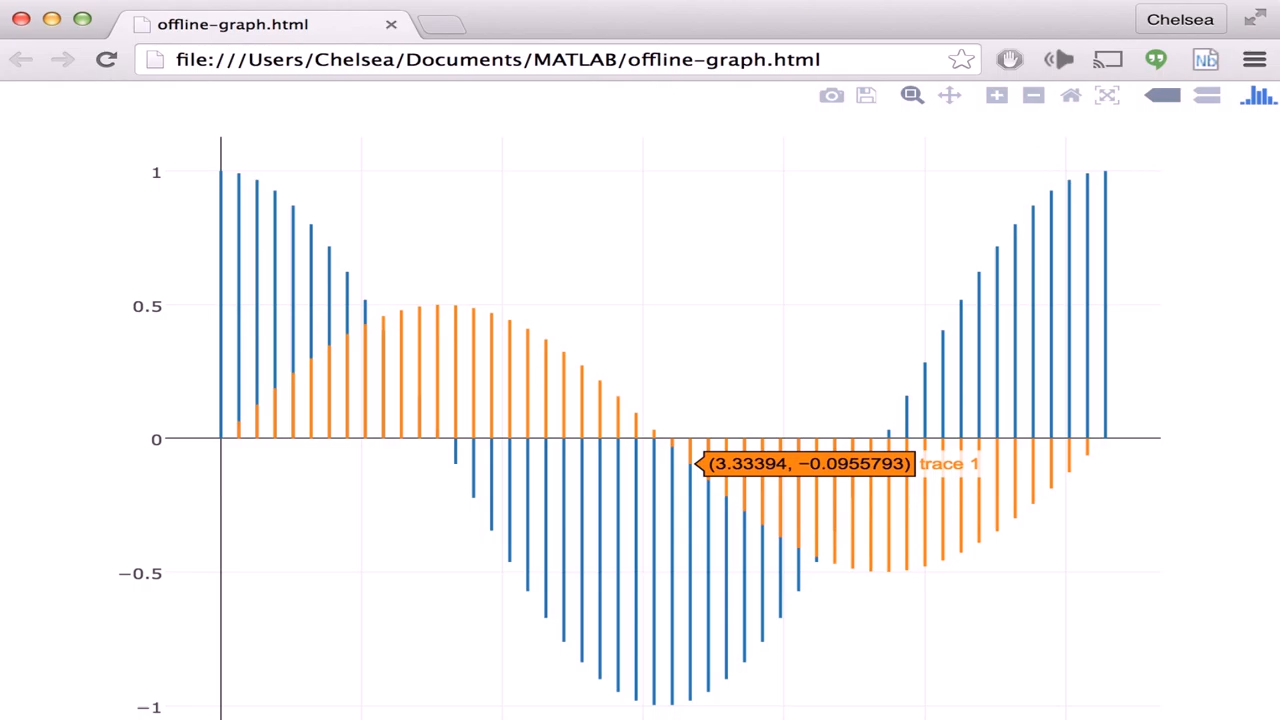 offline-graph.html
Chelsea
file:///Users/Chelsea/Documents/MATLAB/offline-graph.html
Nb
1
0.5
0
(3.33394, −0.0955793) trace 1
−0.5
−1